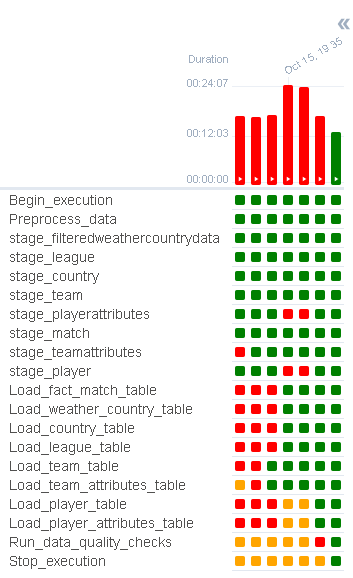 «
Oct 15, 19:35
Duration
00:24:07
00:12:03
00:00:00
Begin_execution
Preprocess_data
stage_filteredweathercountrydata
stage_league
stage_country
stage_team
stage_playerattributes
stage_match
stage_teamattributes
stage_player
Load_fact_match_table
Load_weather_country_table
Load_country_table
Load_league_table
Load_team_table
Load_team_attributes_table
Load_player_table
Load_player_attributes_table
Run_data_quality_checks
Stop_execution